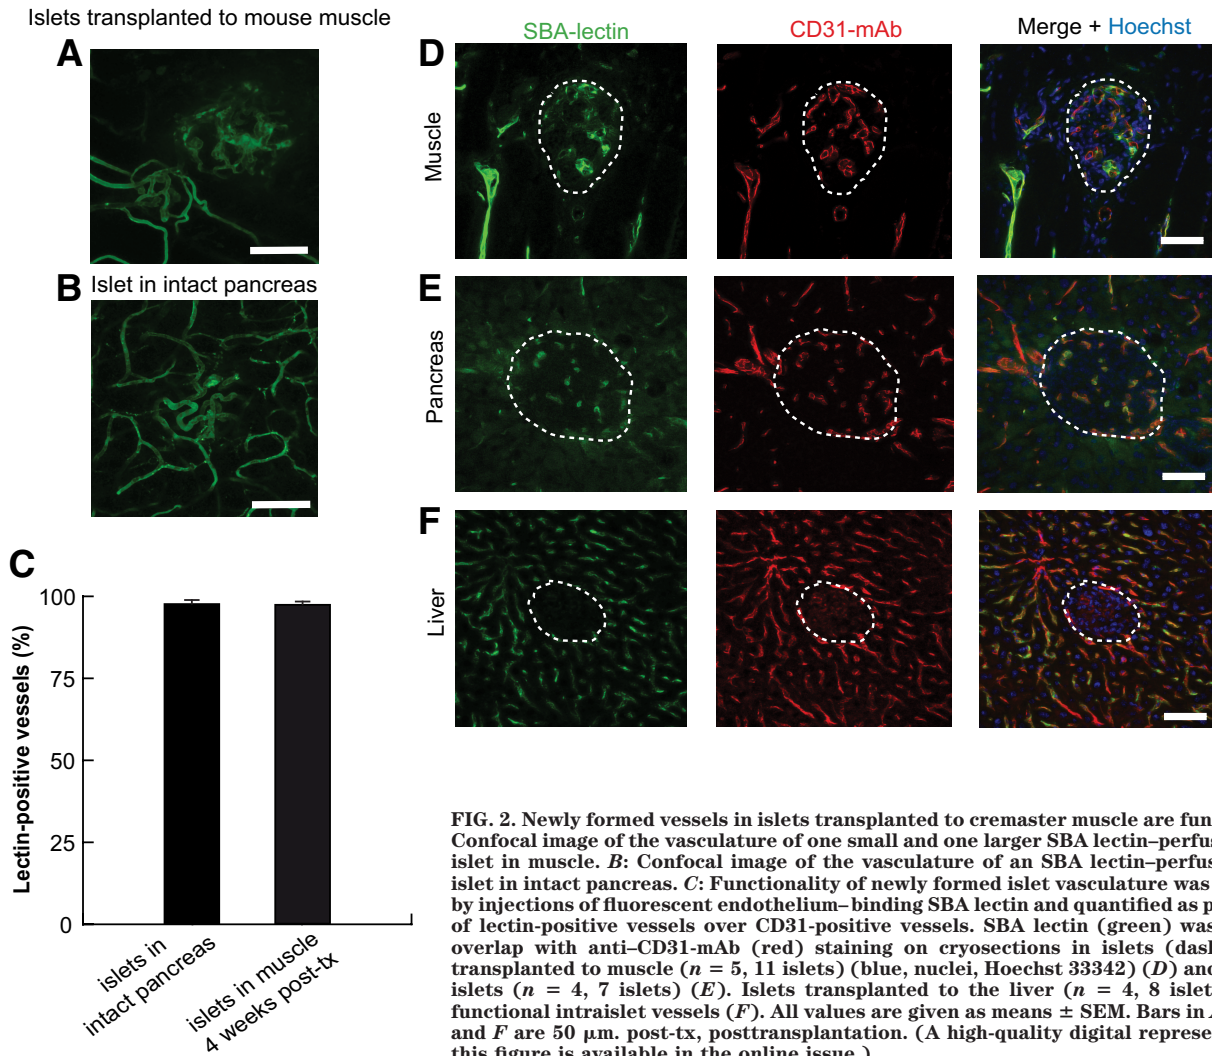 Islets transplanted to mouse muscle
A
B Islet in intact pancreas
C
Lectin-positive vessels (%)
100
75
50
25
0
islets in
intact pancreas
islets in muscle
4 weeks post-tx
SBA-lectin
CD31-mAb
Merge + Hoechst
D
Muscle
E
Pancreas
F
Liver
FIG. 2. Newly formed vessels in islets transplanted to cremaster muscle are
Confocal image of the vasculature of one small and one larger SBA
islet in muscle. B: Confocal image of the vasculature of an SBA
islet in intact pancreas. C: Functionality of newly formed islet vasculature was
by injections of fluorescent endothelium–binding SBA lectin and quantified as
of lectin-positive vessels over CD31-positive vessels. SBA lectin (green) was
overlap with anti–CD31-mAb (red) staining on cryosections in islets
transplanted to muscle (n = 5, 11 islets) (blue, nuclei, Hoechst 33342) (D) and
islets (n = 4, 7 islets) (E). Islets transplanted to the liver (n = 4, 8
functional intraislet vessels (F). All values are given as means ± SEM. Bars in
and F are 50 μm. post-tx, posttransplantation. (A high-quality digital
this figure is available in the online issue.)